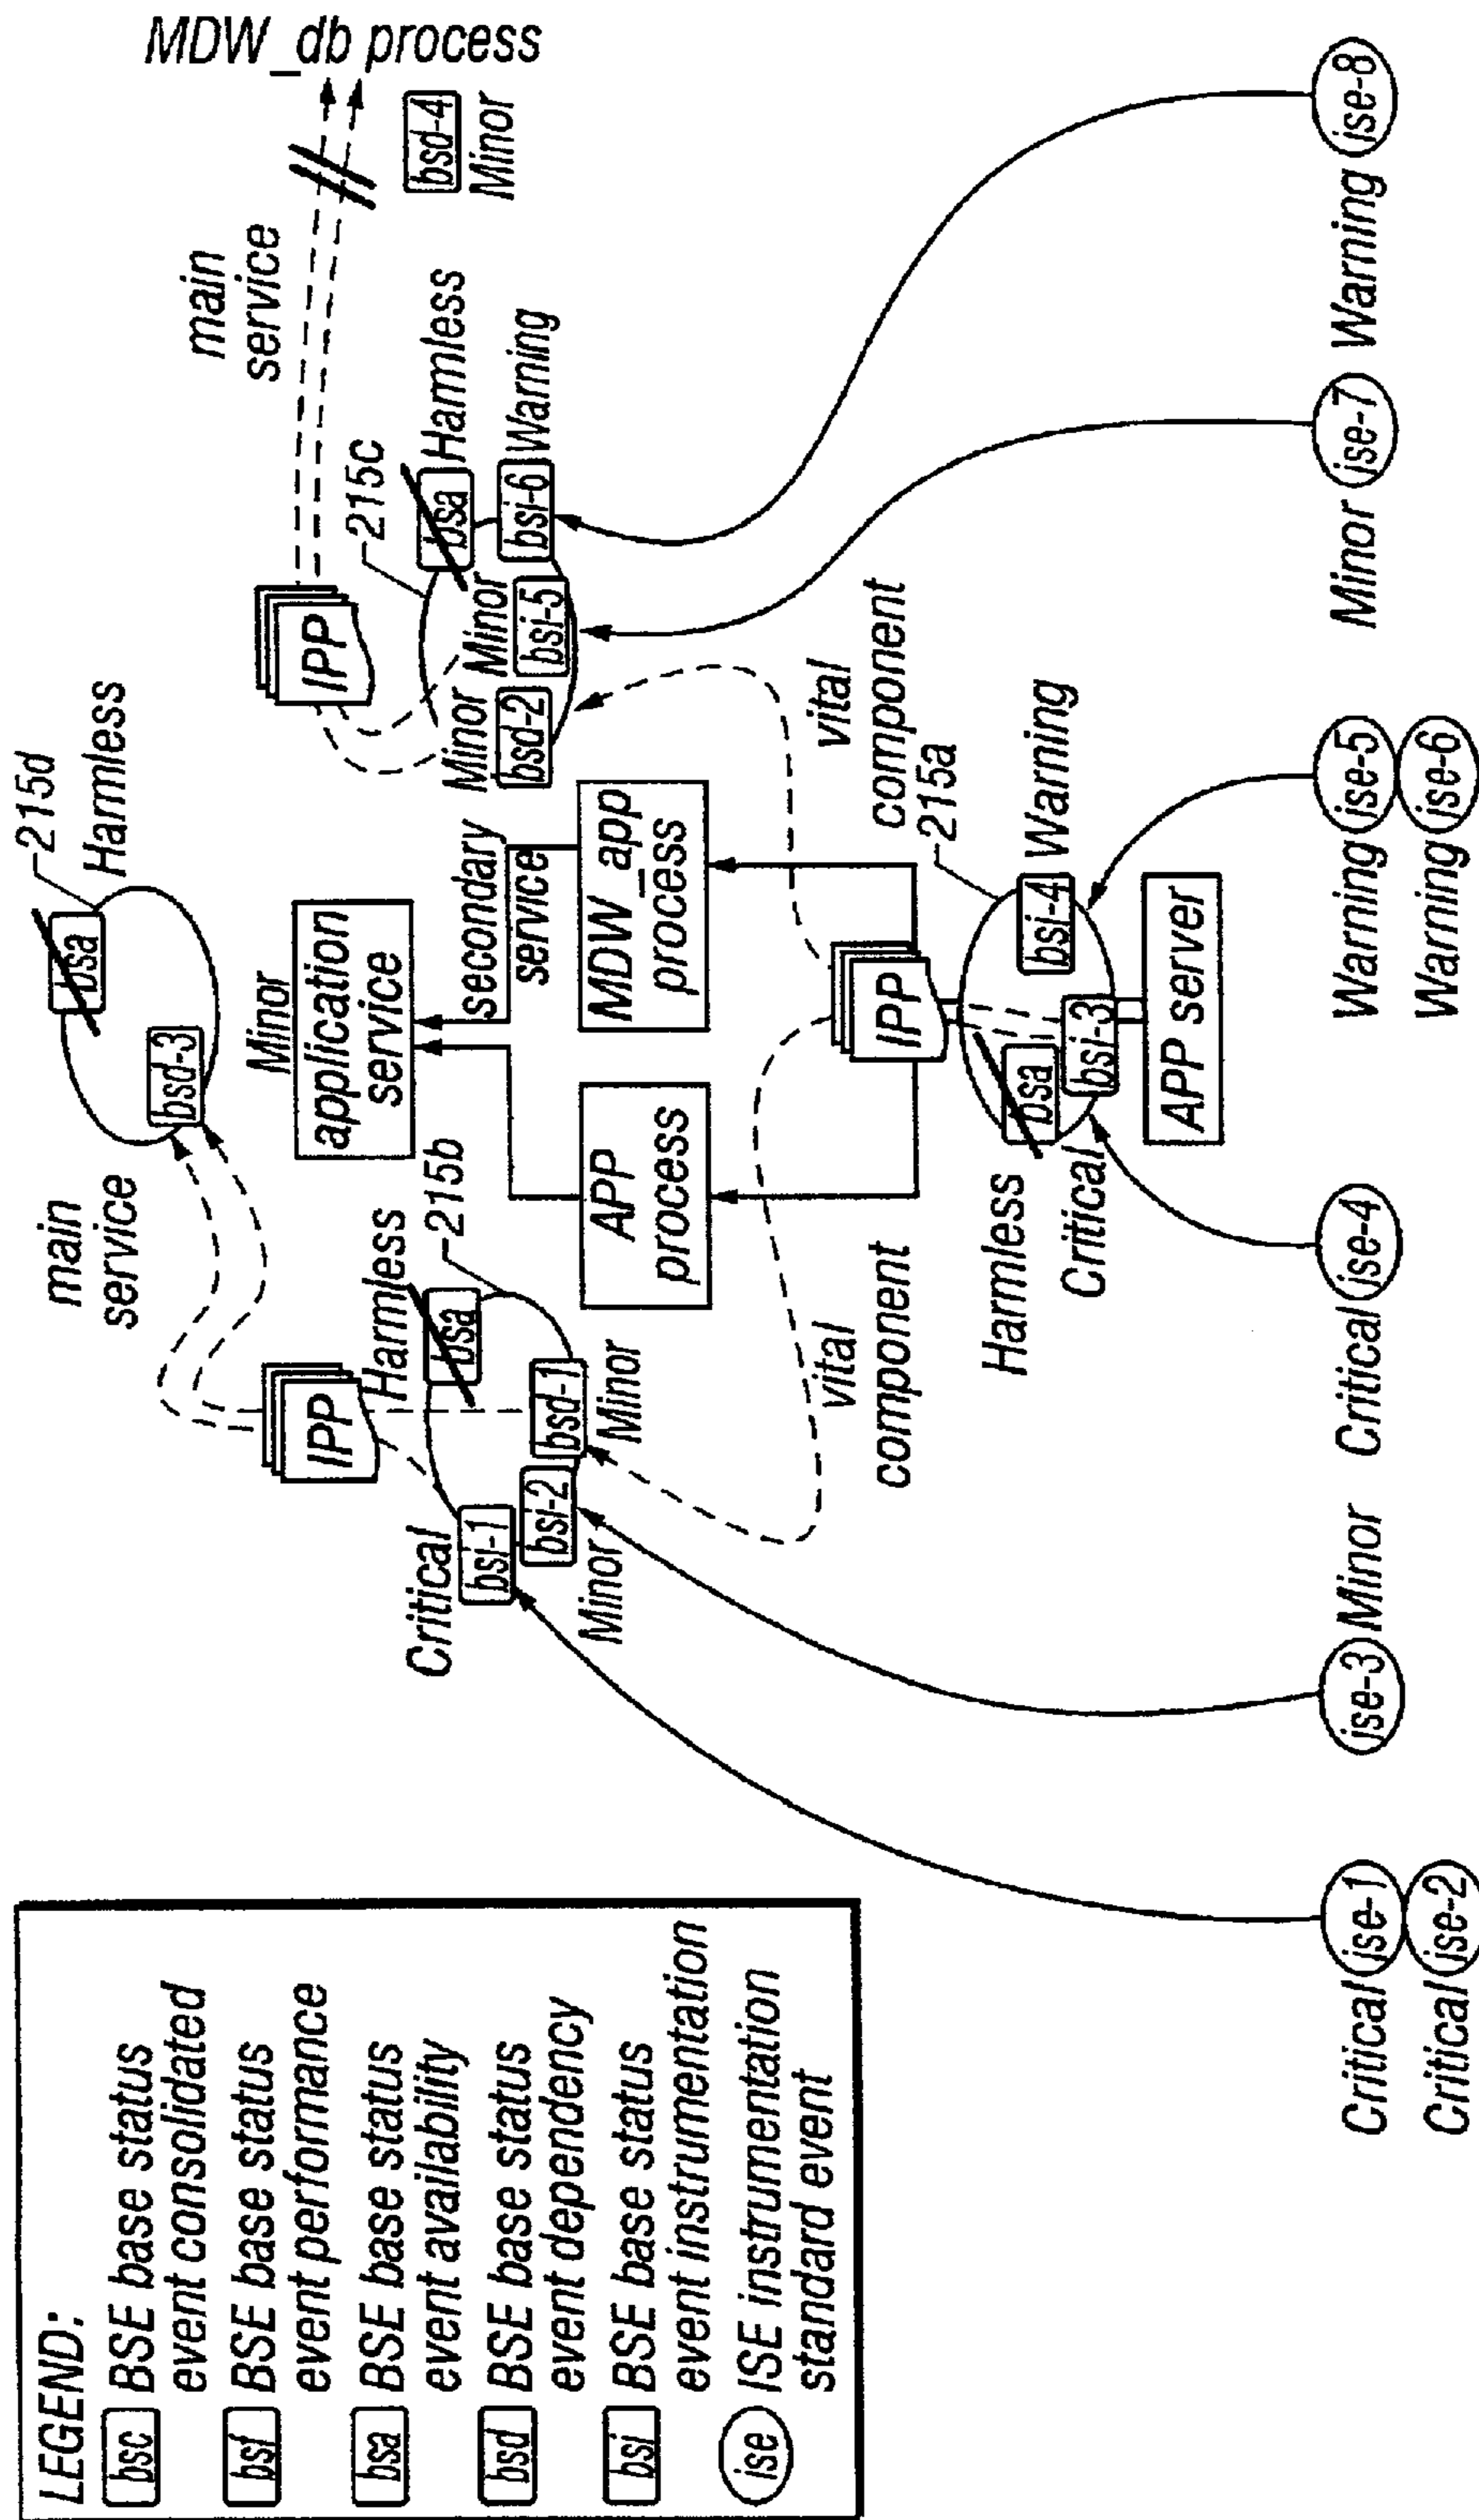 LEGEND:
bsc BSE base status
event consolidated
bsf BSE base status
event performance
bsa BSE base status
event availability
bsd BSE base status
event dependency
bsi BSE base status
event instrumentation
ise ISE instrumentation
standard event
main
service
bsa
215d
Harmless
bsd-3
main
service
MDW_db process
IPP
IPP
bsd-4
Minor
Minor
application
service
Critical
Harmless
bsa
215b
bsi-1
bsi-2
bsd-1
Minor
Minor
secondary
service
Minor
Minor
215c
bsa
Harmless
bsd-2
bsi-5
bsi-6
Warning
APP
process
MDW_app
process
vital
component
vital
component
IPP
215a
Harmless
bsa
bsi-4
Warning
Critical
bsi-3
APP server
Critical
ise-1
Critical
ise-2
ise-3
Minor
Critical
ise-4
Warning
ise-5
Warning
ise-6
Minor
ise-7
Warning
ise-8